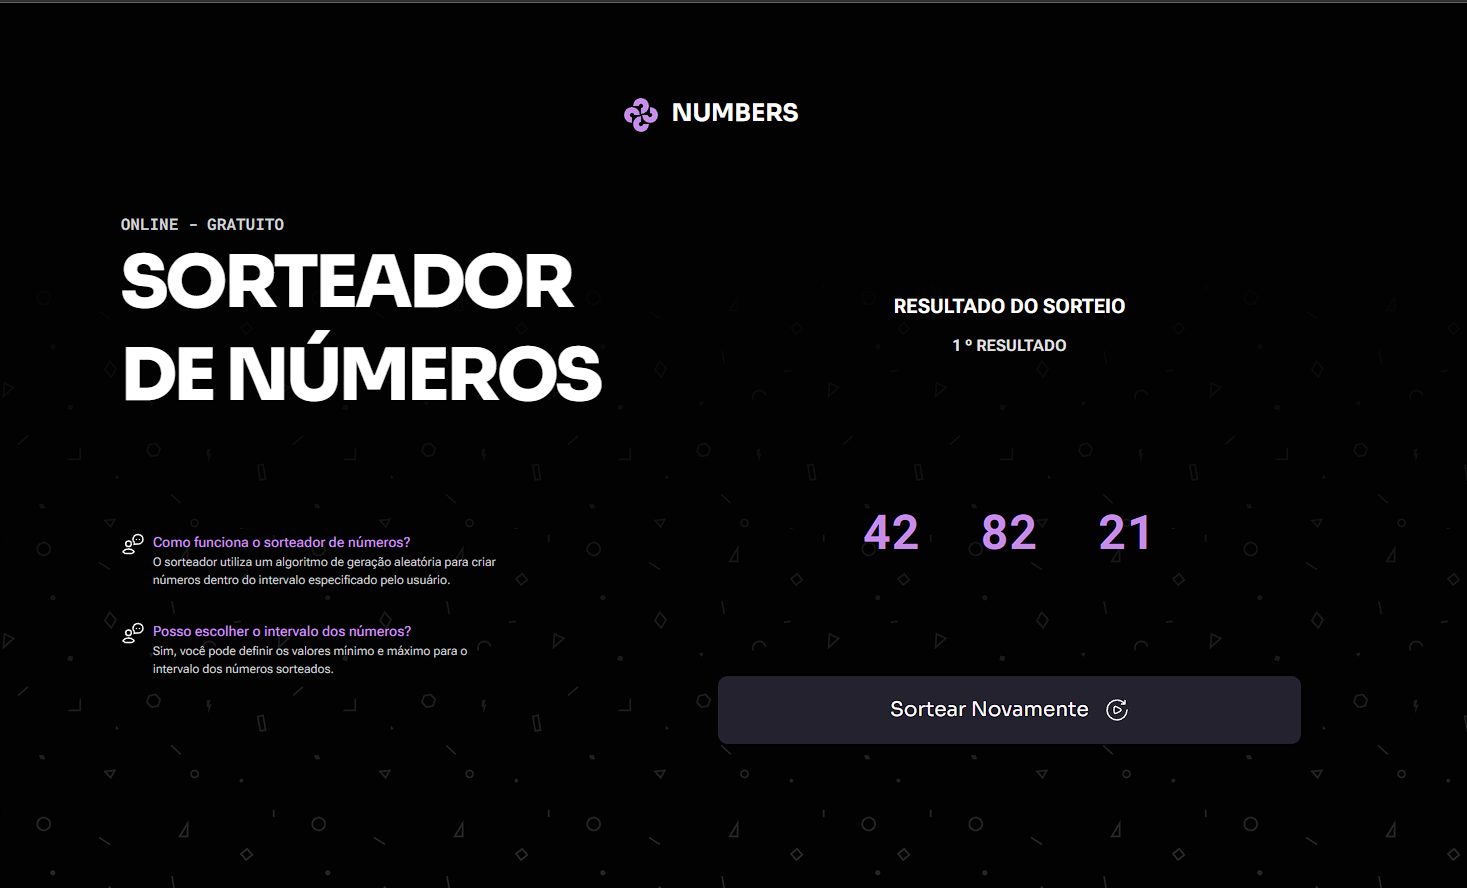 NUMBERS
ONLINE - GRATUITO
SORTEADOR
DE NÚMEROS
Como funciona o sorteador de números?
O sorteador utiliza um algoritmo de geração aleatória para criar
números dentro do intervalo especificado pelo usuário.
Posso escolher o intervalo dos números?
Sim, você pode definir os valores mínimo e máximo para o
intervalo dos números sorteados.
RESULTADO DO SORTEIO
1 º RESULTADO
42 82 21
Sortear Novamente